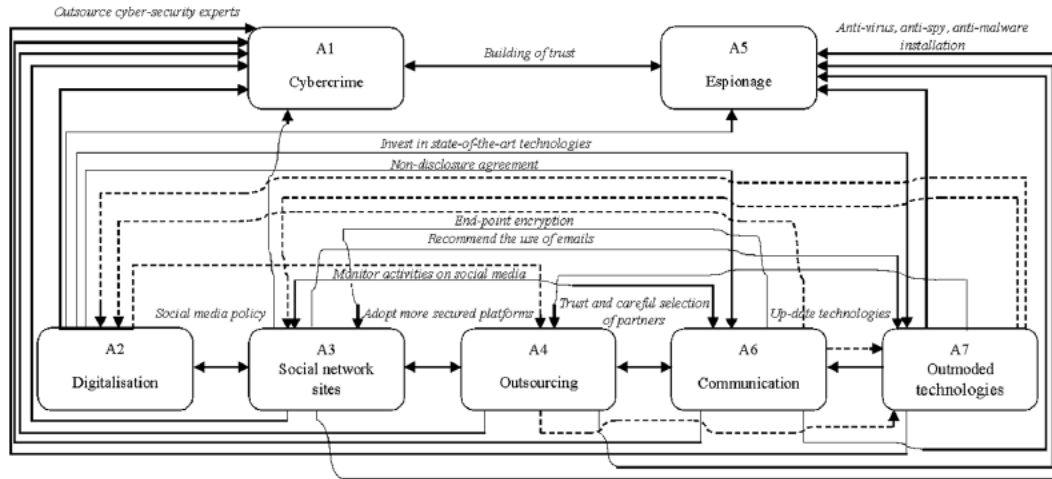 Outsource cyber-security experts
A1
Cybercrime
Building of trust
A5
Espionage
Anti-virus, anti-spy, anti-malware
installation
Invest in state-of-the-art technologies
Non-disclosure agreement
End-point encryption
Recommend the use of emails
Monitor activities on social media
Social media policy
Adopt more secured platforms
Trust and careful selection
of partners
Up-date technologies
A2
Digitalisation
A3
Social network
sites
A4
Outsourcing
A6
Communication
A7
Outmoded
technologies